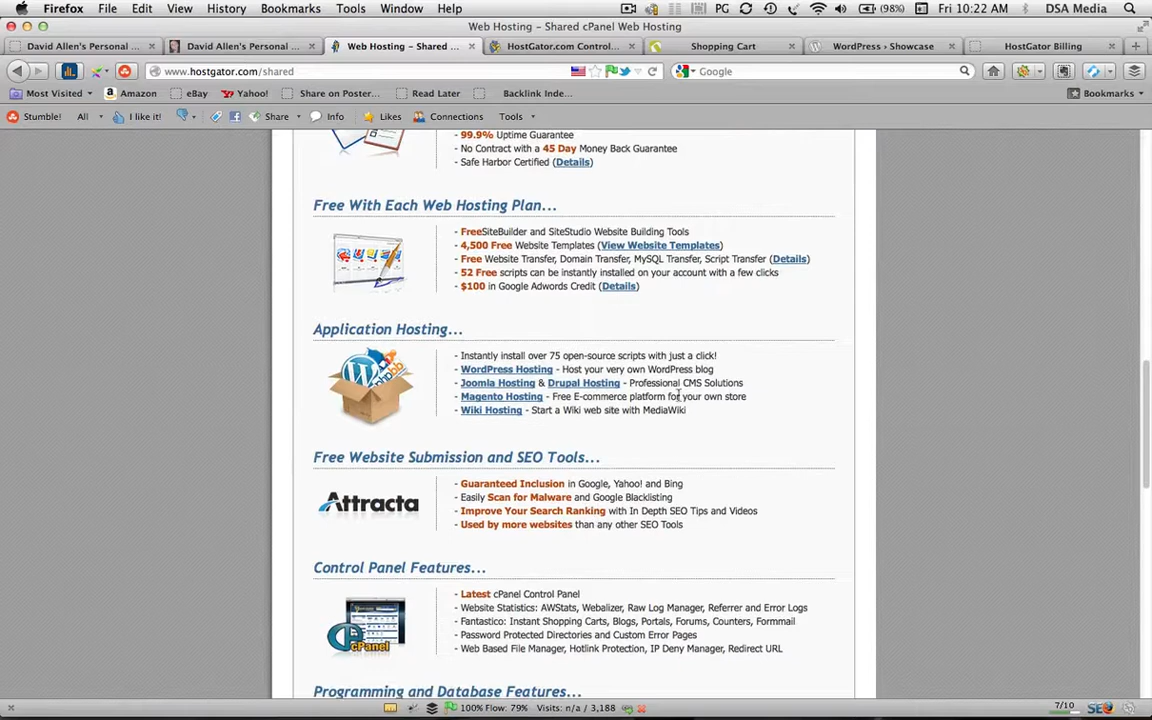 Firefox File Edit View History Bookmarks Tools Window Help PG (98%) Fri 10:22 AM DSA Media
Web Hosting - Shared cPanel Web Hosting
David Allen's Personal ... × David Allen's Personal ... × Web Hosting - Shared ... × HostGator.com Control... × Shopping Cart × WordPress › Showcase × HostGator Billing × +
www.hostgator.com/shared Google
Most Visited Amazon eBay Yahoo! Share on Poster... Read Later Backlink Inde... Bookmarks
Stumble! All I like it! Share Info Likes Connections Tools
- 99.9% Uptime Guarantee
- No Contract with a 45 Day Money Back Guarantee
- Safe Harbor Certified (Details)
Free With Each Web Hosting Plan...
- FreeSiteBuilder and SiteStudio Website Building Tools
- 4,500 Free Website Templates (View Website Templates)
- Free Website Transfer, Domain Transfer, MySQL Transfer, Script Transfer (Details)
- 52 Free scripts can be instantly installed on your account with a few clicks
- $100 in Google Adwords Credit (Details)
Application Hosting...
- Instantly install over 75 open-source scripts with just a click!
- WordPress Hosting - Host your very own WordPress blog
- Joomla Hosting & Drupal Hosting - Professional CMS Solutions
- Magento Hosting - Free E-commerce platform for your own store
- Wiki Hosting - Start a Wiki web site with MediaWiki
phpBB
Free Website Submission and SEO Tools...
Attracta
- Guaranteed Inclusion in Google, Yahoo! and Bing
- Easily Scan for Malware and Google Blacklisting
- Improve Your Search Ranking with In Depth SEO Tips and Videos
- Used by more websites than any other SEO Tools
Control Panel Features...
cPanel
- Latest cPanel Control Panel
- Website Statistics: AWStats, Webalizer, Raw Log Manager, Referrer and Error Logs
- Fantastico: Instant Shopping Carts, Blogs, Portals, Forums, Counters, Formmail
- Password Protected Directories and Custom Error Pages
- Web Based File Manager, Hotlink Protection, IP Deny Manager, Redirect URL
Programming and Database Features...
× 100% Flow: 79% Visits: n/a / 3,188 7/10 SEO